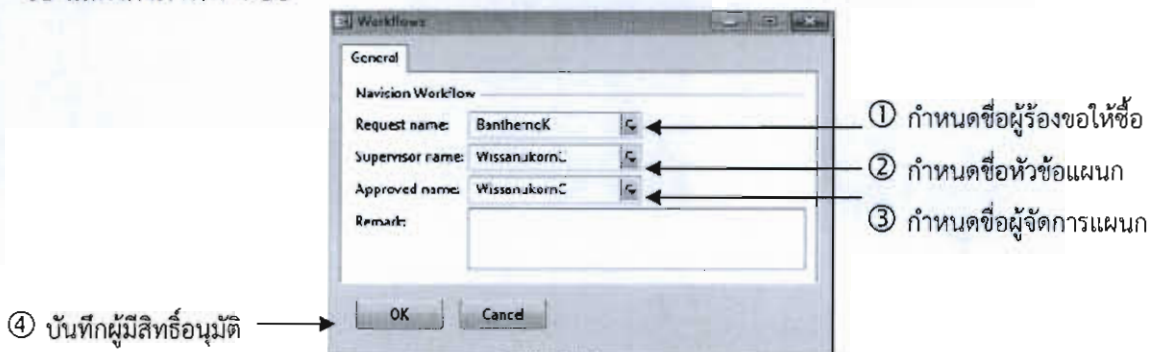 Workflows
General
Navision Workflow
Request name: BantherncK
Supervisor name: WissanukornC
Approved name: WissanukornC
Remark:
OK Cancel
① กำหนดชื่อผู้ร้องขอให้ซื้อ
② กำหนดชื่อหัวข้อแผนก
③ กำหนดชื่อผู้จัดการแผนก
④ บันทึกผู้มีสิทธิ์อนุมัติ